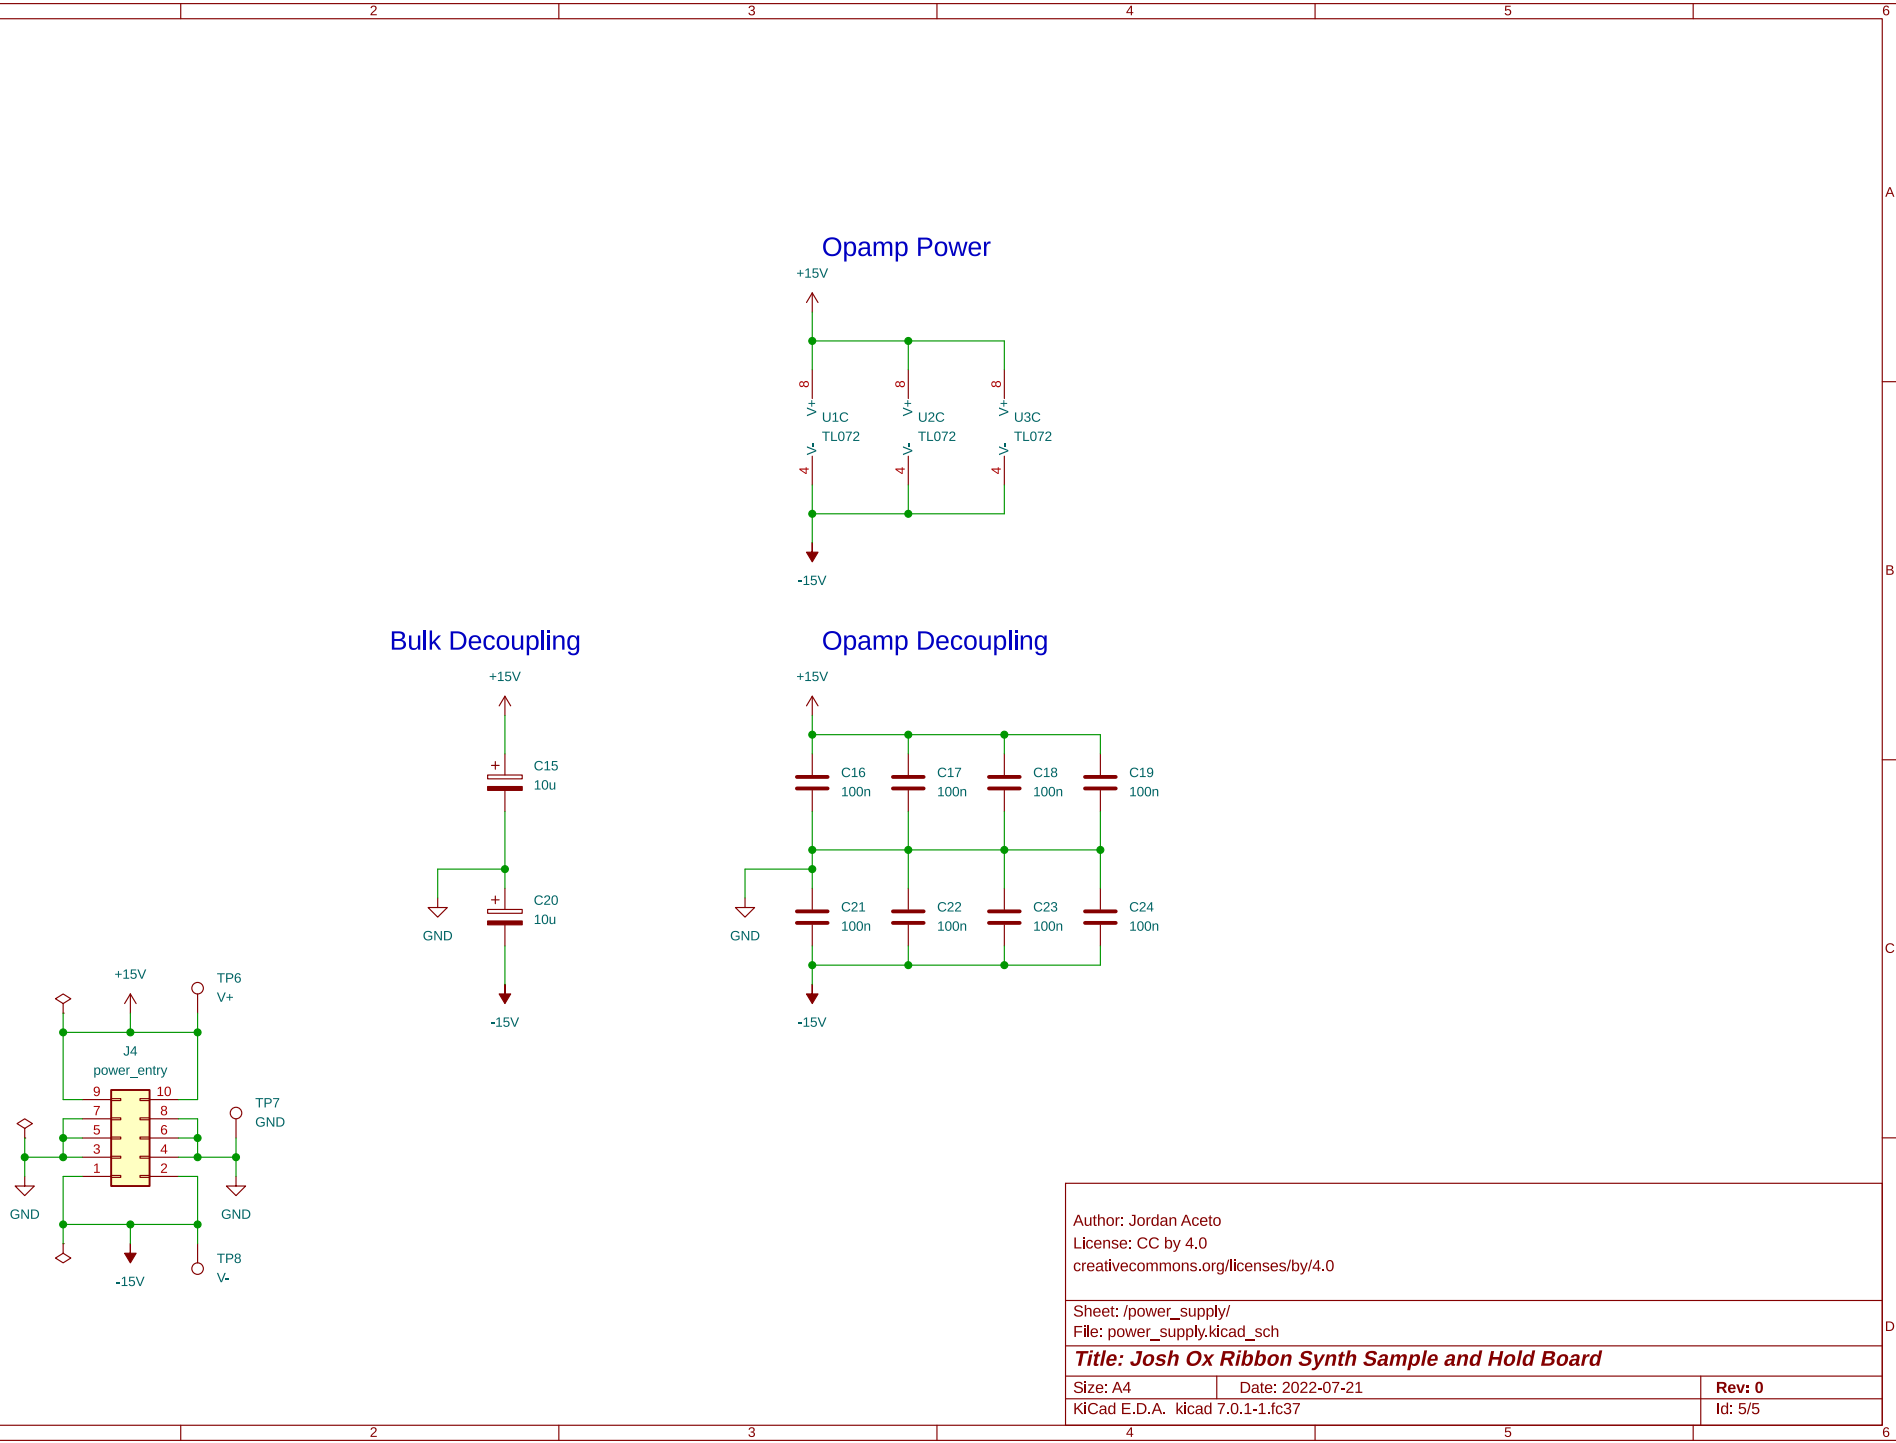 2 3 4 5 6
A
Opamp Power
+15V
8 8 8
V+ V+ V+
U1C U2C U3C
TL072 TL072 TL072
V- V- V-
4 4 4
-15V
B
Bulk Decoupling Opamp Decoupling
+15V +15V
+ C15
10u
C16 C17 C18 C19
100n 100n 100n 100n
+ C20
10u
C21 C22 C23 C24
100n 100n 100n 100n
GND GND
C
-15V -15V
+15V
TP6
V+
J4
power_entry
9 10
7 8
5 6
3 4
1 2
TP7
GND
GND GND
TP8
V-
-15V
Author: Jordan Aceto
License: CC by 4.0
creativecommons.org/licenses/by/4.0
Sheet: /power_supply/
File: power_supply.kicad_sch
D
Title: Josh Ox Ribbon Synth Sample and Hold Board
Size: A4 Date: 2022-07-21 Rev: 0
KiCad E.D.A. kicad 7.0.1-1.fc37 Id: 5/5
2 3 4 5 6